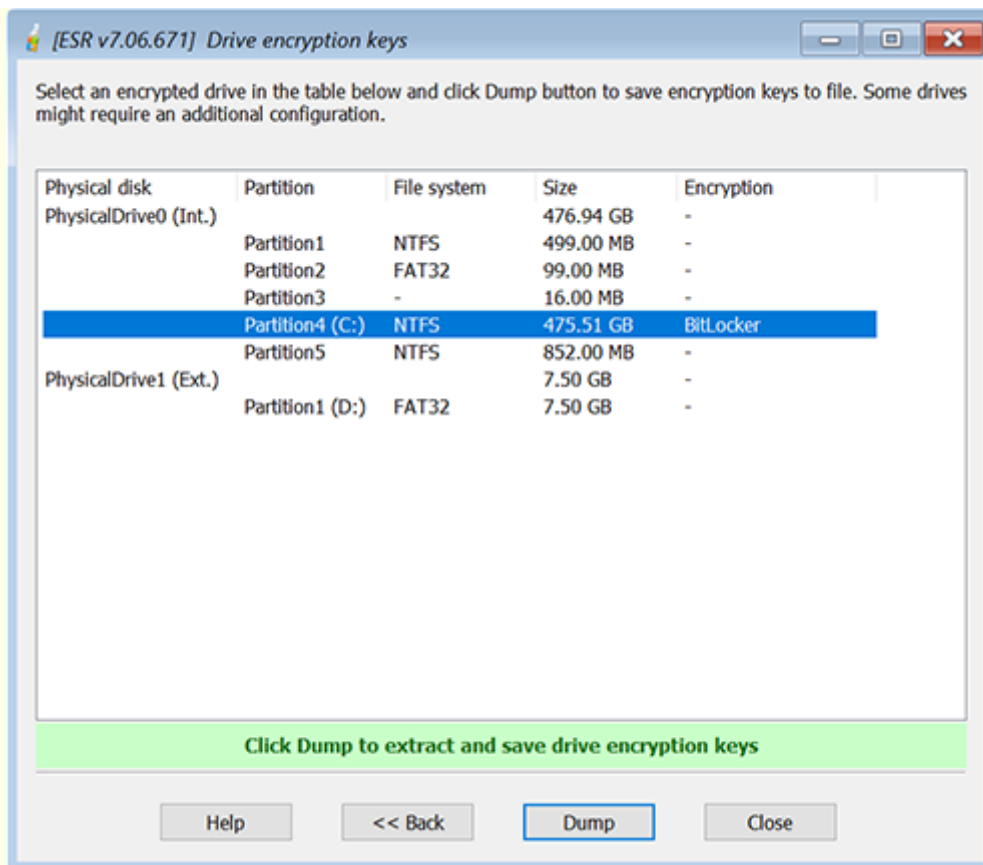 [ESR v7.06.671]  Drive encryption keys
Select an encrypted drive in the table below and click Dump button to save encryption keys to file. Some drives
might require an additional configuration.
Physical disk Partition File system Size Encryption
PhysicalDrive0 (Int.) 476.94 GB -
Partition1 NTFS 499.00 MB -
Partition2 FAT32 99.00 MB -
Partition3 - 16.00 MB -
Partition4 (C:) NTFS 475.51 GB BitLocker
Partition5 NTFS 852.00 MB -
PhysicalDrive1 (Ext.) 7.50 GB -
Partition1 (D:) FAT32 7.50 GB -
Click Dump to extract and save drive encryption keys
Help << Back Dump Close